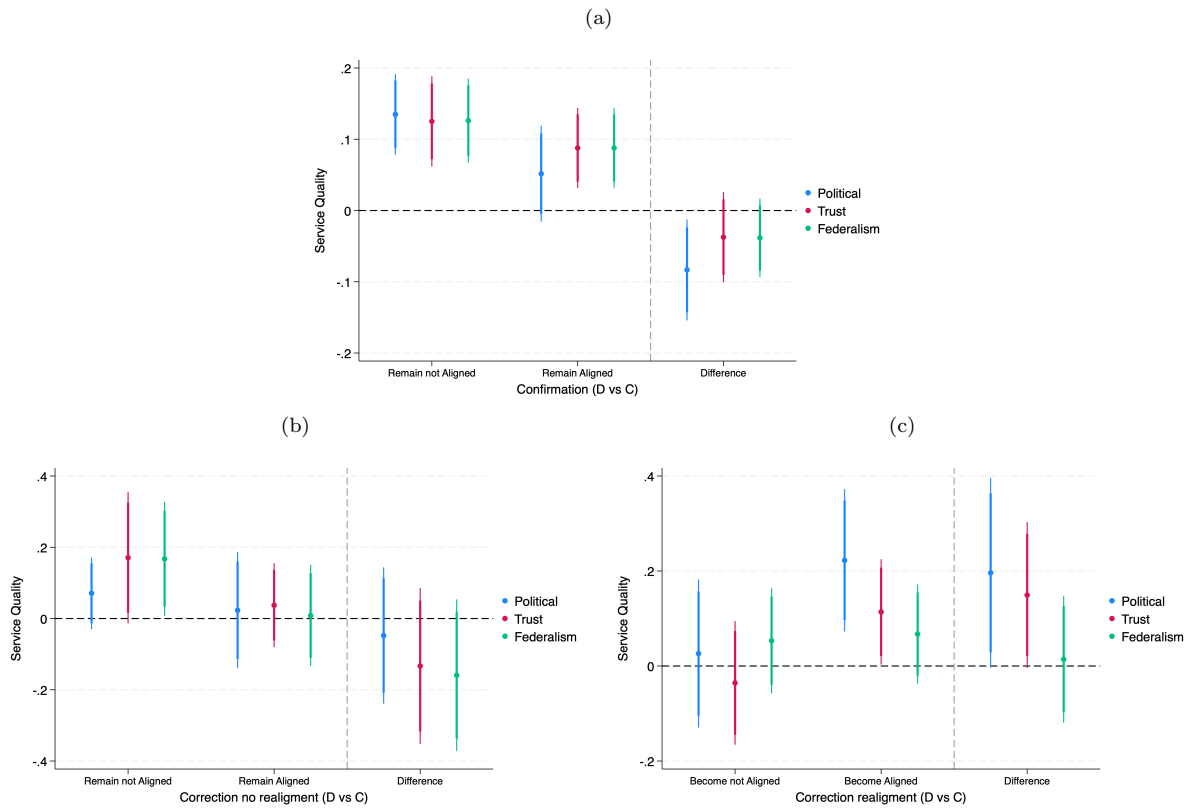 (a)
Service Quality
.2
.1
0
-.1
-.2
Remain not Aligned
Remain Aligned
Difference
Confirmation (D vs C)
Political
Trust
Federalism
(b)
Service Quality
.4
.2
0
-.2
-.4
Remain not Aligned
Remain Aligned
Difference
Correction no realigment (D vs C)
Political
Trust
Federalism
(c)
Service Quality
.4
.2
0
-.2
Become not Aligned
Become Aligned
Difference
Correction realigment (D vs C)
Political
Trust
Federalism